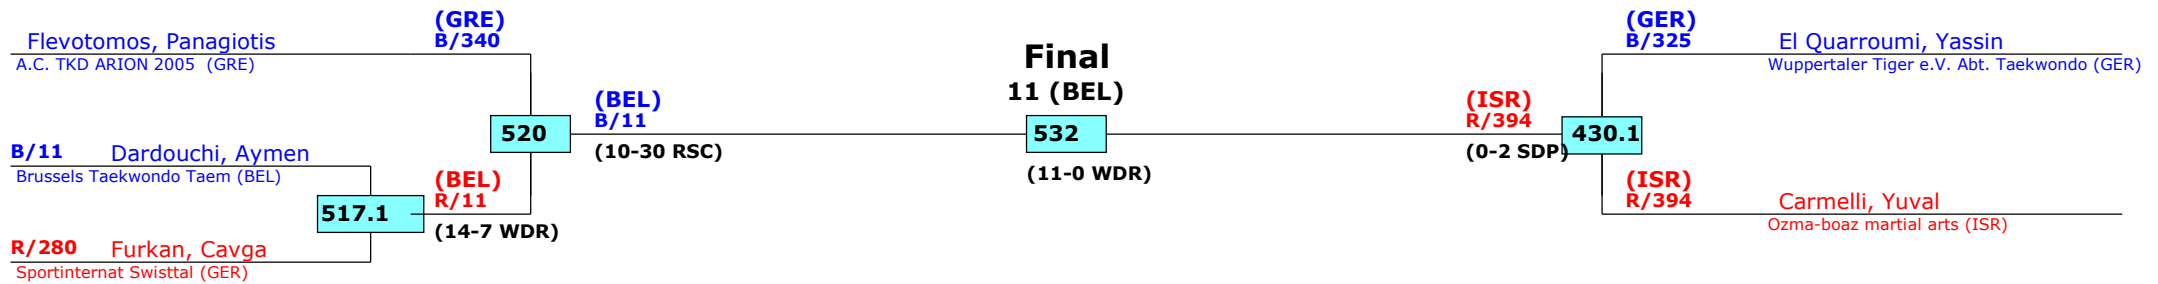 (GRE)
B/340
Flevotomos, Panagiotis
A.C. TKD ARION 2005 (GRE)
B/11 Dardouchi, Aymen
Brussels Taekwondo Taem (BEL)
R/280 Furkan, Cavga
Sportinternat Swisttal (GER)
517.1
(BEL)
R/11
(14-7 WDR)
520
(BEL)
B/11
(10-30 RSC)
Final
11 (BEL)
532
(11-0 WDR)
(ISR)
R/394
(0-2 SDP)
430.1
(GER)
B/325
El Quarroumi, Yassin
Wuppertaler Tiger e.V. Abt. Taekwondo (GER)
(ISR)
R/394
Carmelli, Yuval
Ozma-boaz martial arts (ISR)